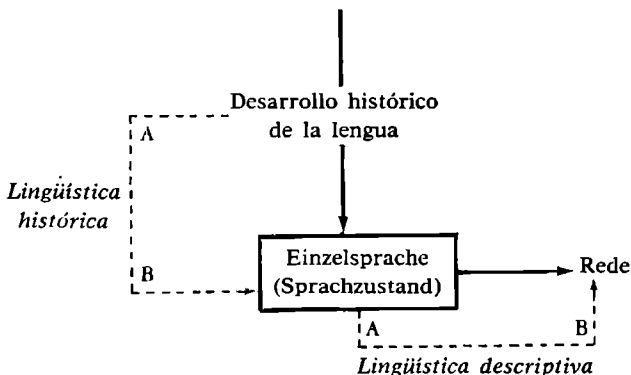 Desarrollo histórico
de la lengua
A
Lingüística
histórica
B
Einzelsprache
(Sprachzustand)
Rede
A
B
Lingüística descriptiva